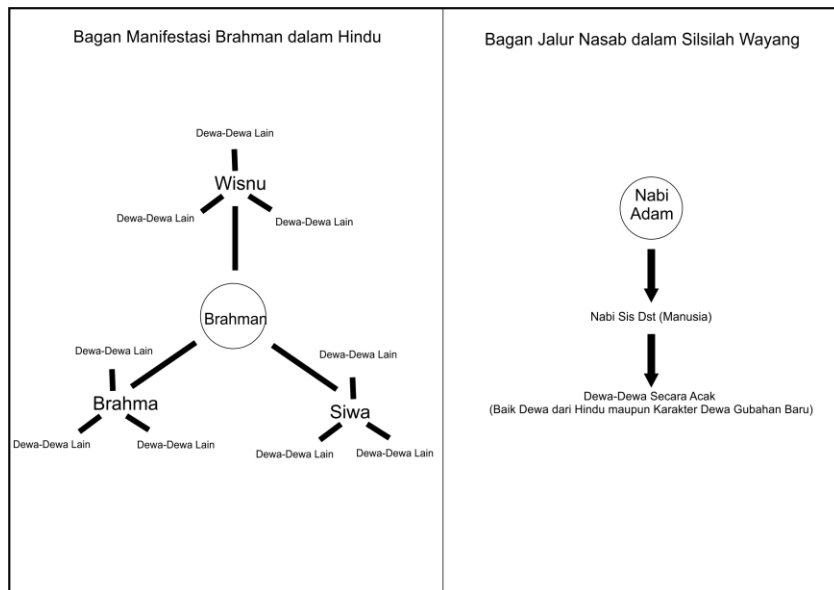 Bagan Manifestasi Brahman dalam Hindu
Dewa-Dewa Lain
Wisnu
Dewa-Dewa Lain
Dewa-Dewa Lain
Brahman
Dewa-Dewa Lain
Brahma
Dewa-Dewa Lain
Dewa-Dewa Lain
Dewa-Dewa Lain
Siwa
Dewa-Dewa Lain
Dewa-Dewa Lain
Bagan Jalur Nasab dalam Silsilah Wayang
Nabi
Adam
Nabi Sis Dst (Manusia)
Dewa-Dewa Secara Acak
(Baik Dewa dari Hindu maupun Karakter Dewa Gubahan Baru)